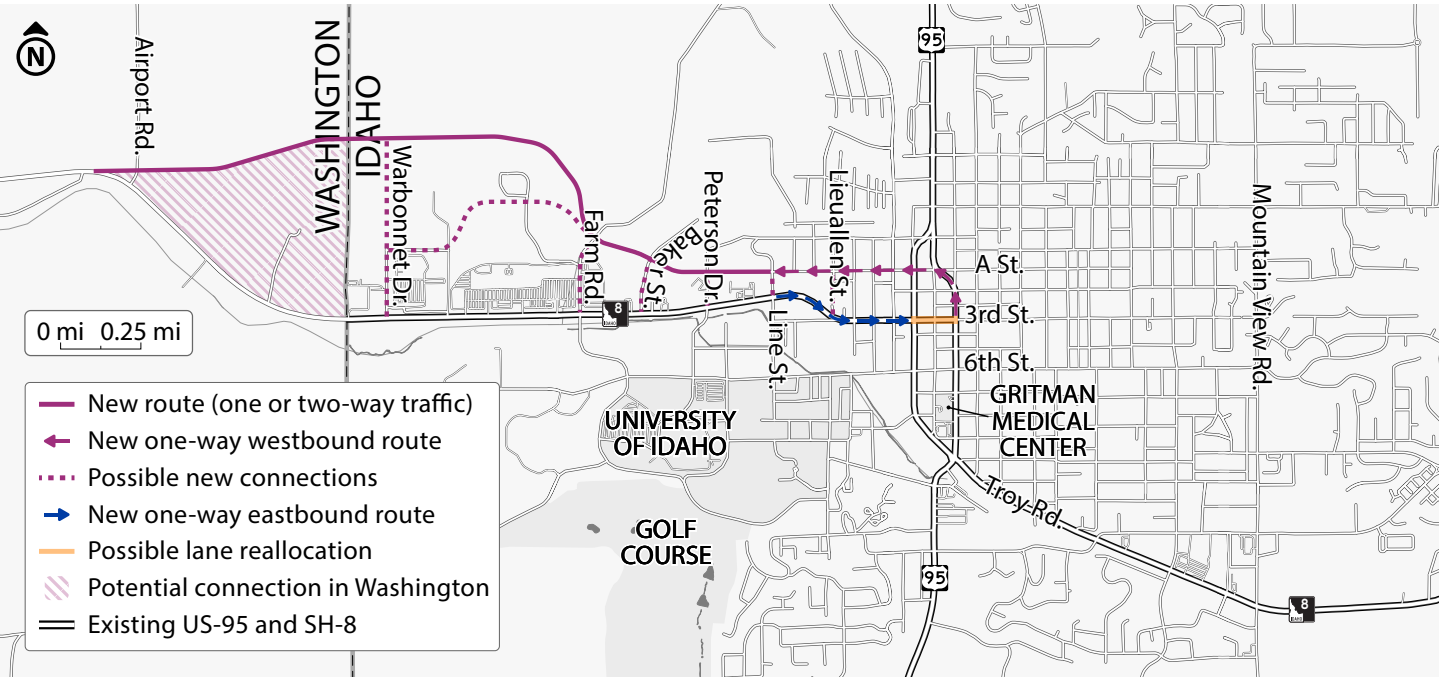 N
Airport Rd.
WASHINGTON
IDAHO
95
Warbonnet Dr.
Farm Rd.
Baker St.
Peterson Dr.
Lieuallen St.
Mountain View Rd.
A St.
3rd St.
8
IDAHO
Line St.
6th St.
0 mi 0.25 mi
GRITMAN
MEDICAL
CENTER
UNIVERSITY
OF IDAHO
Troy Rd.
GOLF
COURSE
95
8
IDAHO
New route (one or two-way traffic)
New one-way westbound route
Possible new connections
New one-way eastbound route
Possible lane reallocation
Potential connection in Washington
Existing US-95 and SH-8